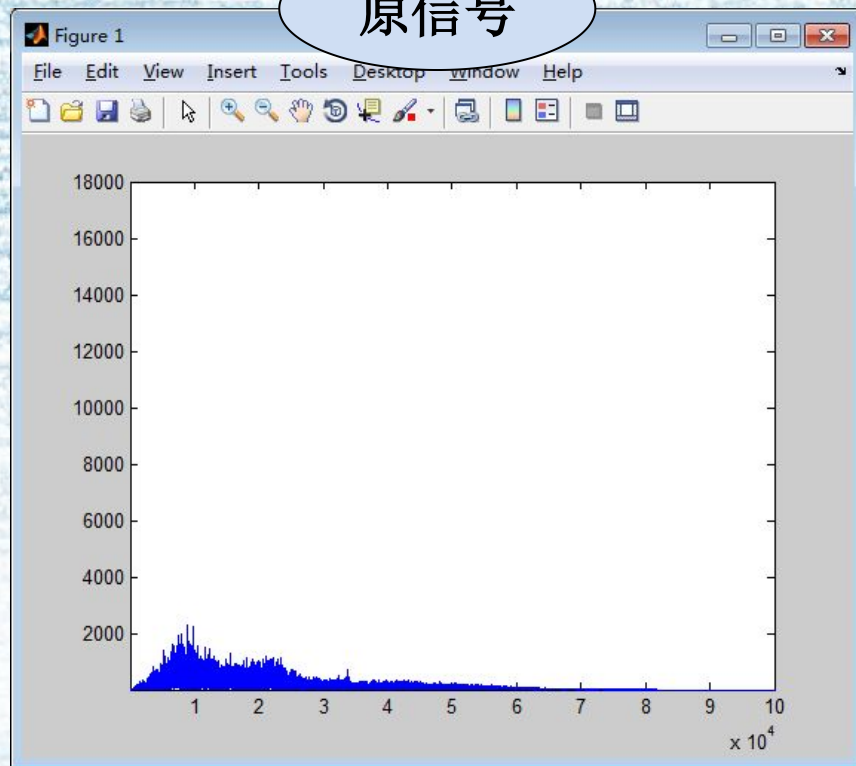 原信号
Figure 1
File Edit View Insert Tools Desktop Window Help
18000
16000
14000
12000
10000
8000
6000
4000
2000
1 2 3 4 5 6 7 8 9 10
x 10⁴